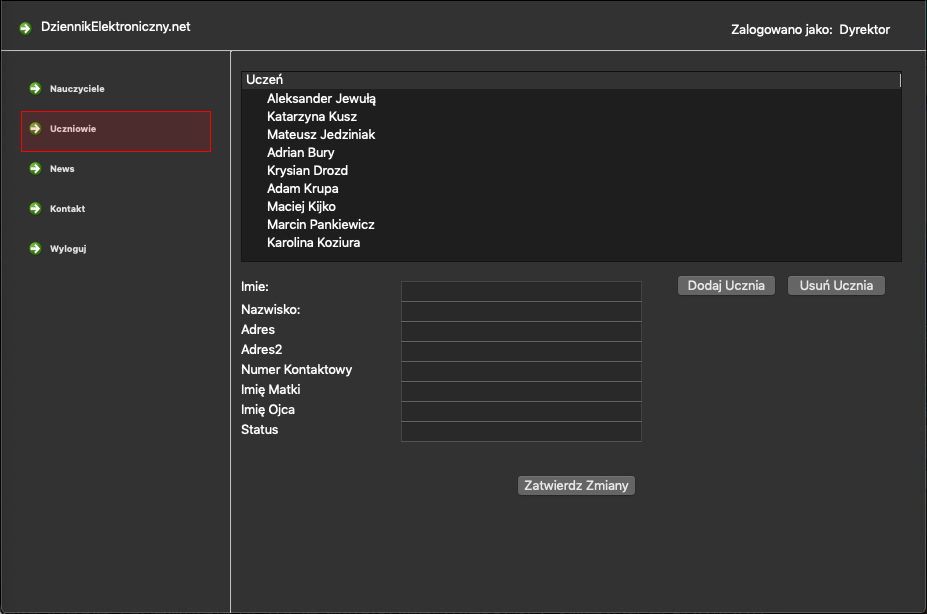 DziennikElektroniczny.net
Zalogowano jako: Dyrektor
Nauczyciele
Uczniowie
News
Kontakt
Wyloguj
Uczeń
Aleksander Jewułą
Katarzyna Kusz
Mateusz Jedziniak
Adrian Bury
Krysian Drozd
Adam Krupa
Maciej Kijko
Marcin Pankiewicz
Karolina Koziura
Imie:
Dodaj Ucznia Usuń Ucznia
Nazwisko:
Adres
Adres2
Numer Kontaktowy
Imię Matki
Imię Ojca
Status
Zatwierdz Zmiany